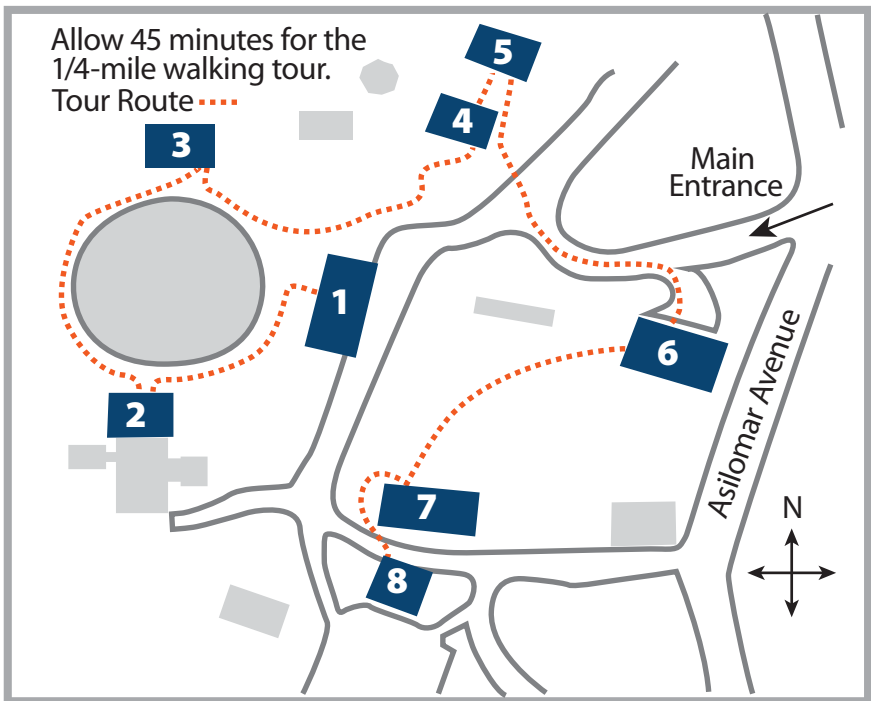 Allow 45 minutes for the
1/4-mile walking tour.
Tour Route
5
4
3
Main
Entrance
1
6
2
Asilomar Avenue
7
N
8